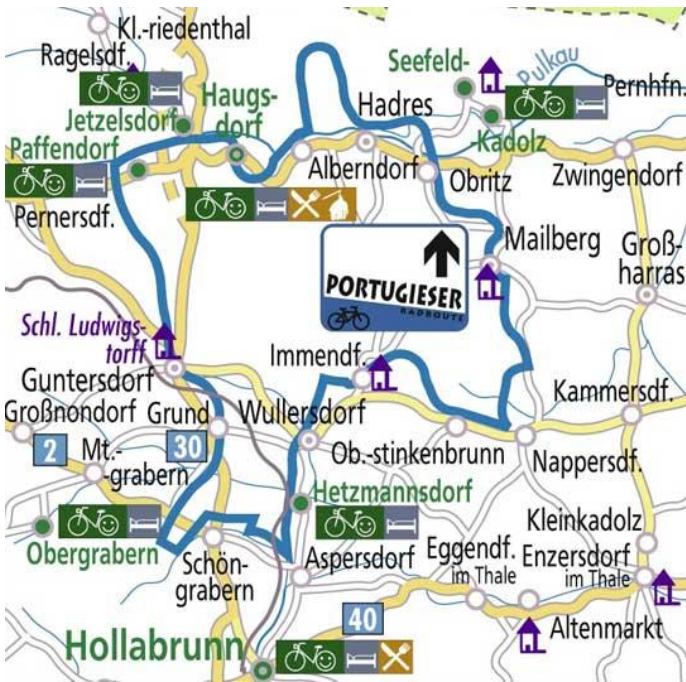 Kl.-riedenthal
Ragelsdf.
Seefeld-
Pulkau
Pernhfn.
Haugs-
dorf
Hadres
Jetzelsdorf
-Kadolz
Paffendorf
Alberndorf
Obritz
Zwingendorf
Pernersdf.
Mailberg
Groß-
harras
PORTUGIESER
RADROUTE
Schl. Ludwigs-
torff
Immendf.
Guntersdorf
Kammersdf.
Großnondorf
Grund
Wullersdorf
2
30
Mt.-
-grabern
Ob.-stinkenbrunn
Nappersdf.
Hetzmannsdorf
Kleinkadolz
Obergrabern
Schön-
grabern
Aspersdorf
Eggendf.
im Thale
Enzersdorf
im Thale
40
Altenmarkt
Hollabrunn